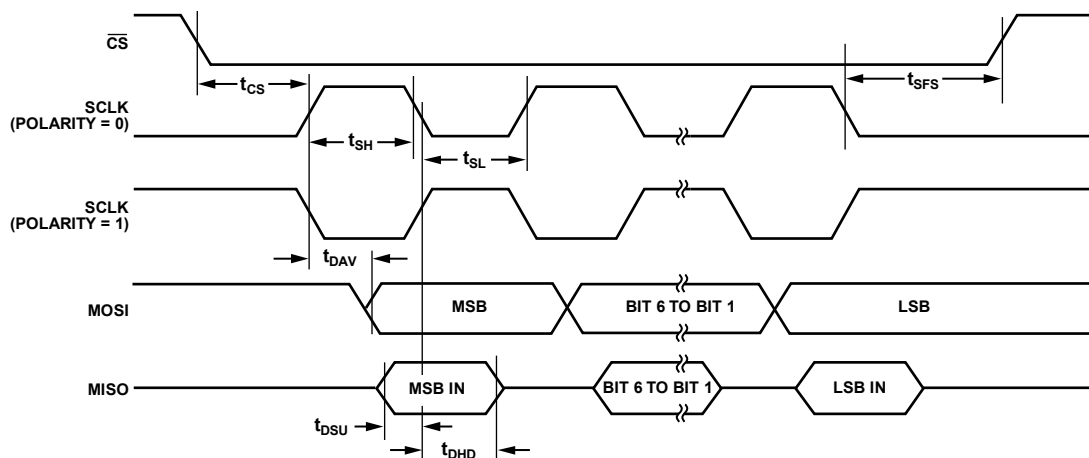 CS
tCS
tSFS
SCLK
(POLARITY = 0)
tSH
tSL
SCLK
(POLARITY = 1)
tDAV
MOSI
MSB
BIT 6 TO BIT 1
LSB
MISO
MSB IN
BIT 6 TO BIT 1
LSB IN
tDSU
tDHD